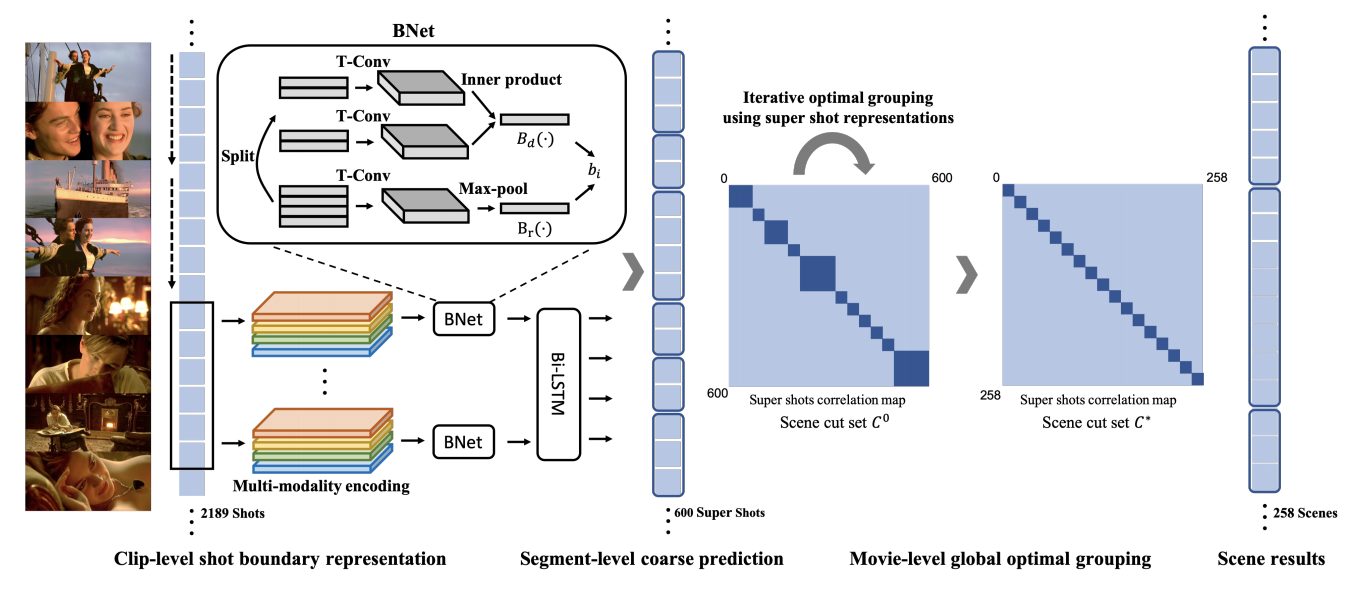 BNet
T-Conv
Inner product
T-Conv
B_d(·)
Split
b_i
T-Conv
Max-pool
B_r(·)
BNet
Bi-LSTM
BNet
Multi-modality encoding
2189 Shots
600 Super Shots
Iterative optimal grouping
using super shot representations
0
600
600
Super shots correlation map
Scene cut set C^0
0
258
258
Super shots correlation map
Scene cut set C^*
258 Scenes
Clip-level shot boundary representation
Segment-level coarse prediction
Movie-level global optimal grouping
Scene results